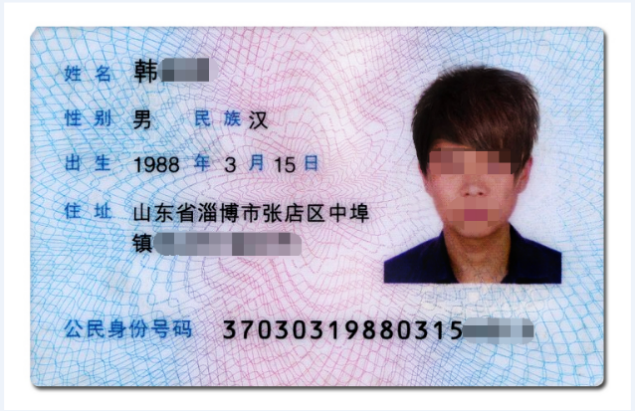 姓名 韩
性别 男 民族 汉
出生 1988 年 3 月 15 日
住址 山东省淄博市张店区中埠
镇
公民身份号码 37030319880315